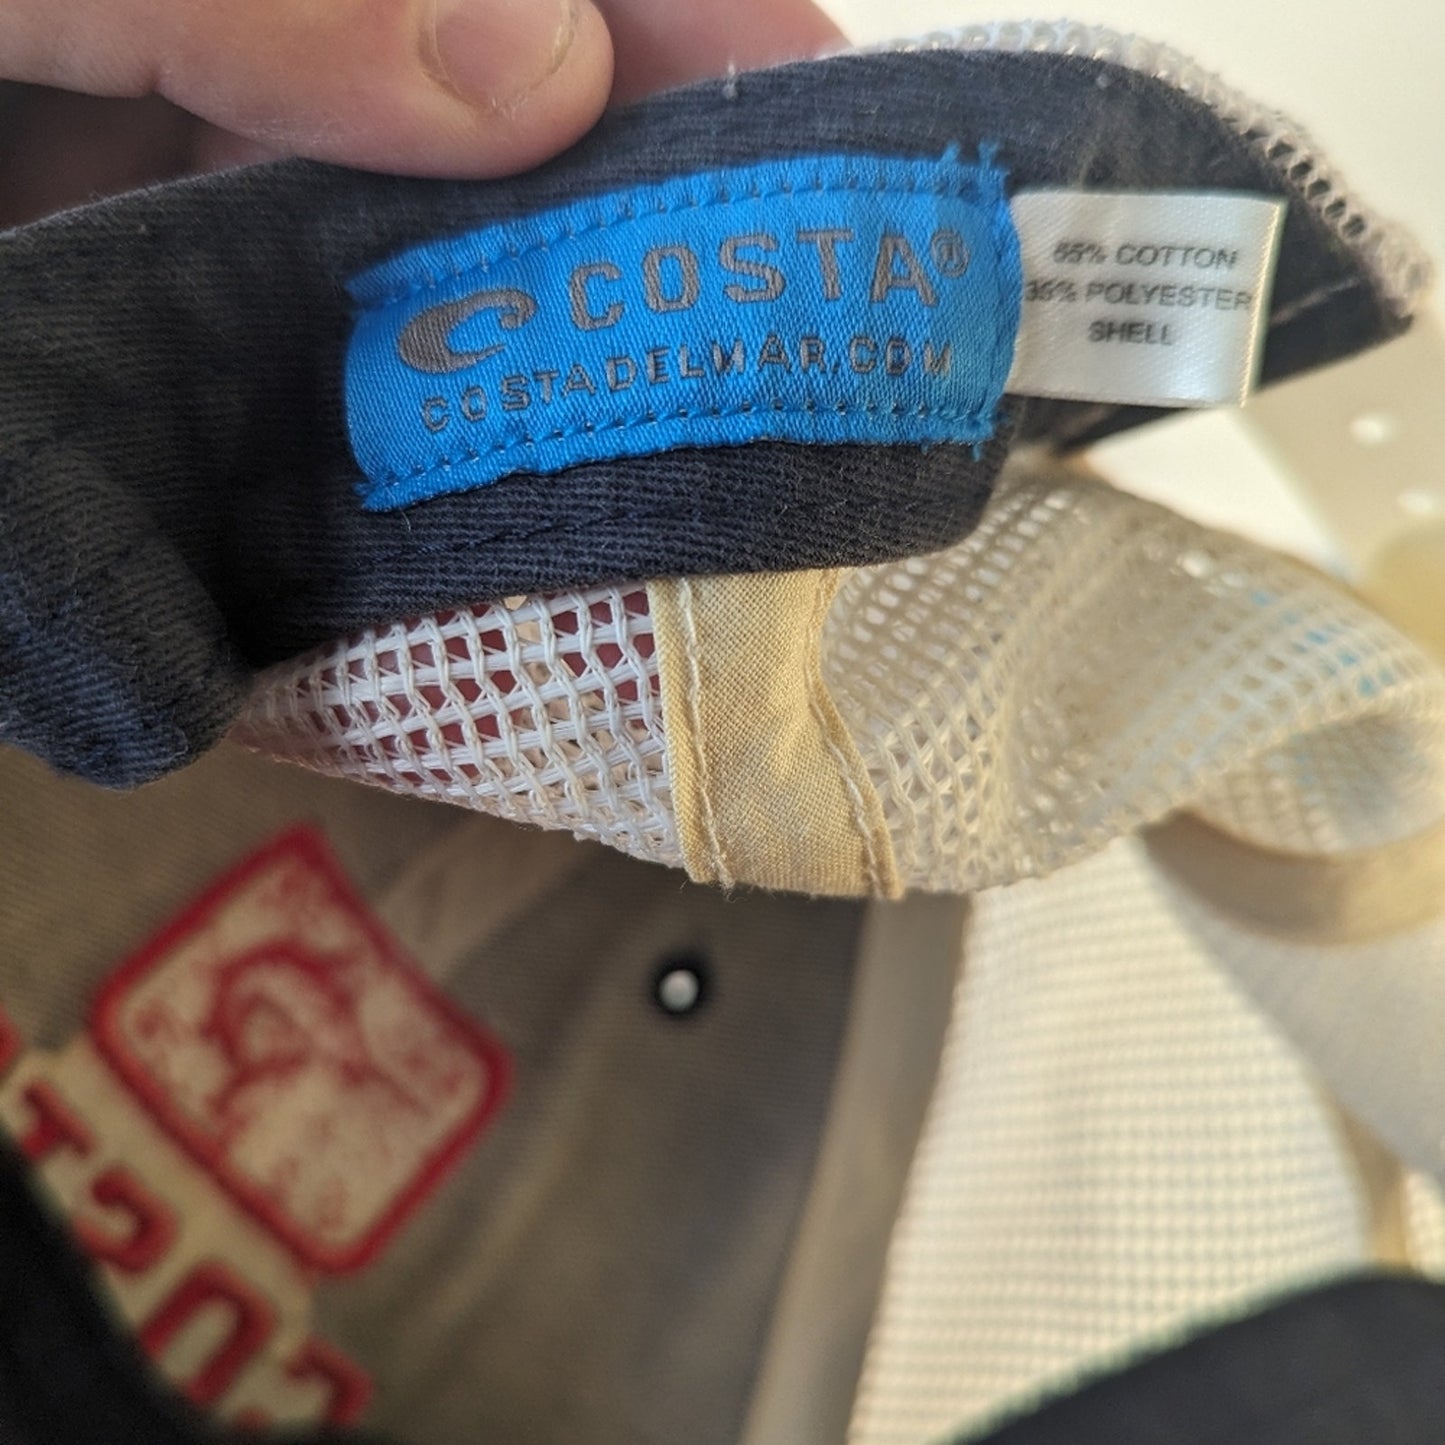 COSTA®
COSTADELMAR.COM
65% COTTON
35% POLYESTER
SHELL